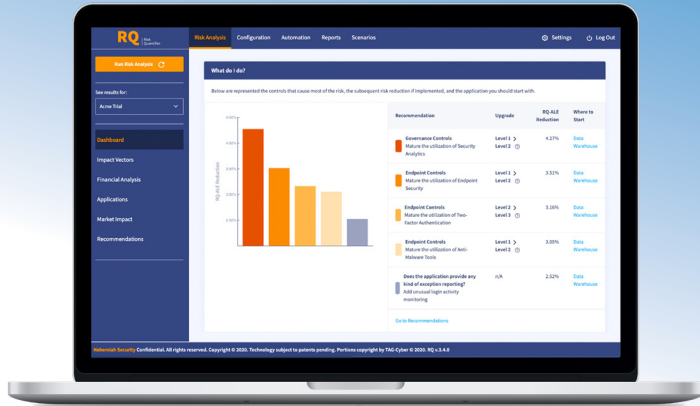 RQ Risk Quantifier
Risk Analysis Configuration Automation Reports Scenarios Settings Log Out
Run Risk Analysis
See results for:
Acme Trial
Dashboard
Impact Vectors
Financial Analysis
Applications
Market Impact
Recommendations
What do I do?
Below are represented the controls that cause most of the risk, the subsequent risk reduction if implemented, and the application you should start with.
RQ-ALE Reduction
Recommendation Upgrade RQ-ALE Reduction Where to Start
Governance Controls Level 1 > 4.27% Data
Mature the utilization of Security Level 2 Warehouse
Analytics
Endpoint Controls Level 1 > 3.51% Data
Mature the utilization of Endpoint Level 2 Warehouse
Security
Endpoint Controls Level 2 > 3.16% Data
Mature the utilization of Two- Level 3 Warehouse
Factor Authentication
Endpoint Controls Level 1 > Data
Mature the utilization of Anti- Level 2 Warehouse
Malware Tools
Does the application provide any n/a 2.52% Data
kind of exception reporting? Warehouse
Add unusual login activity
monitoring
Go to Recommendations
Nehemiah Security Confidential. All rights reserved. Copyright © 2020. Technology subject to patents pending. Portions copyright by TAG-Cyber © 2020. RQ v.3.4.0